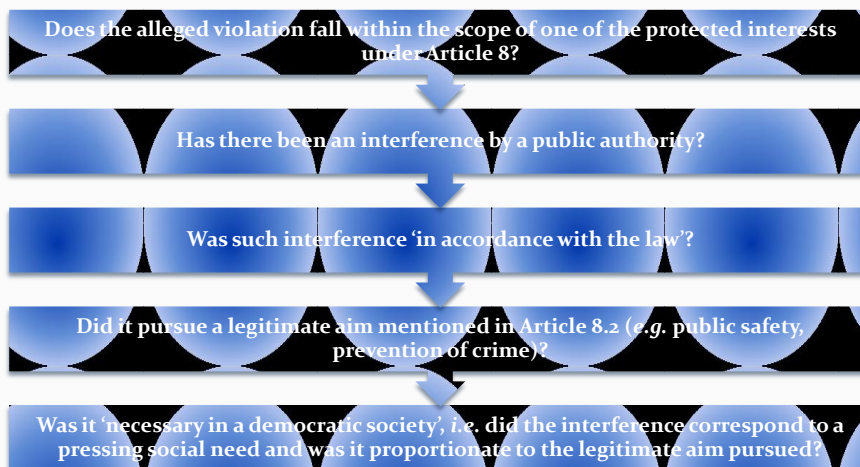 Does the alleged violation fall within the scope of one of the protected interests
under Article 8?
Has there been an interference by a public authority?
Was such interference ‘in accordance with the law’?
Did it pursue a legitimate aim mentioned in Article 8.2 (e.g. public safety,
prevention of crime)?
Was it ‘necessary in a democratic society’, i.e. did the interference correspond to a
pressing social need and was it proportionate to the legitimate aim pursued?